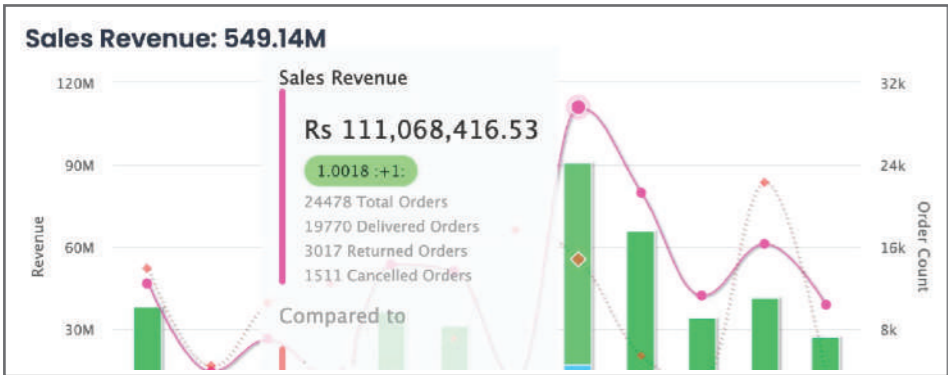 Sales Revenue: 549.14M
120M
90M
60M
30M
Revenue
Sales Revenue
Rs 111,068,416.53
1.0018 :+1:
24478 Total Orders
19770 Delivered Orders
3017 Returned Orders
1511 Cancelled Orders
Compared to
32k
24k
16k
8k
Order Count